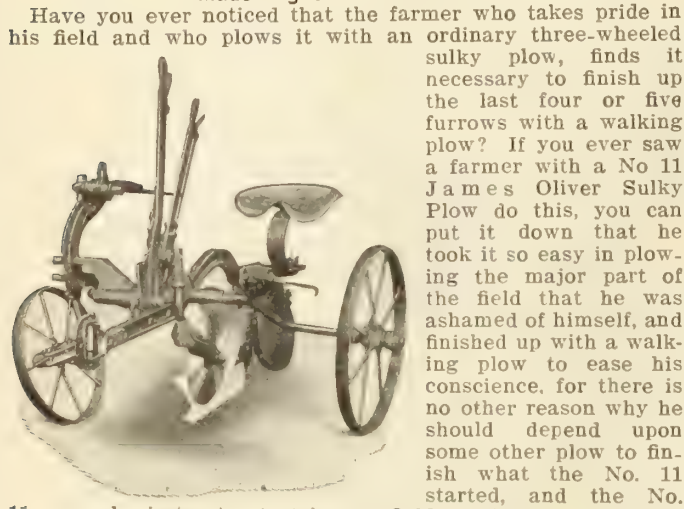 Have you ever noticed that the farmer who takes pride in
his field and who plows it with an ordinary three-wheeled
sulky plow, finds it
necessary to finish up
the last four or five
furrows with a walking
plow? If you ever saw
a farmer with a No 11
James Oliver Sulky
Plow do this, you can
put it down that he
took it so easy in plow-
ing the major part of
the field that he was
ashamed of himself, and
finished up with a walk-
ing plow to ease his
conscience, for there is
no other reason why he
should depend upon
some other plow to fin-
ish what the No. 11
started, and the No.